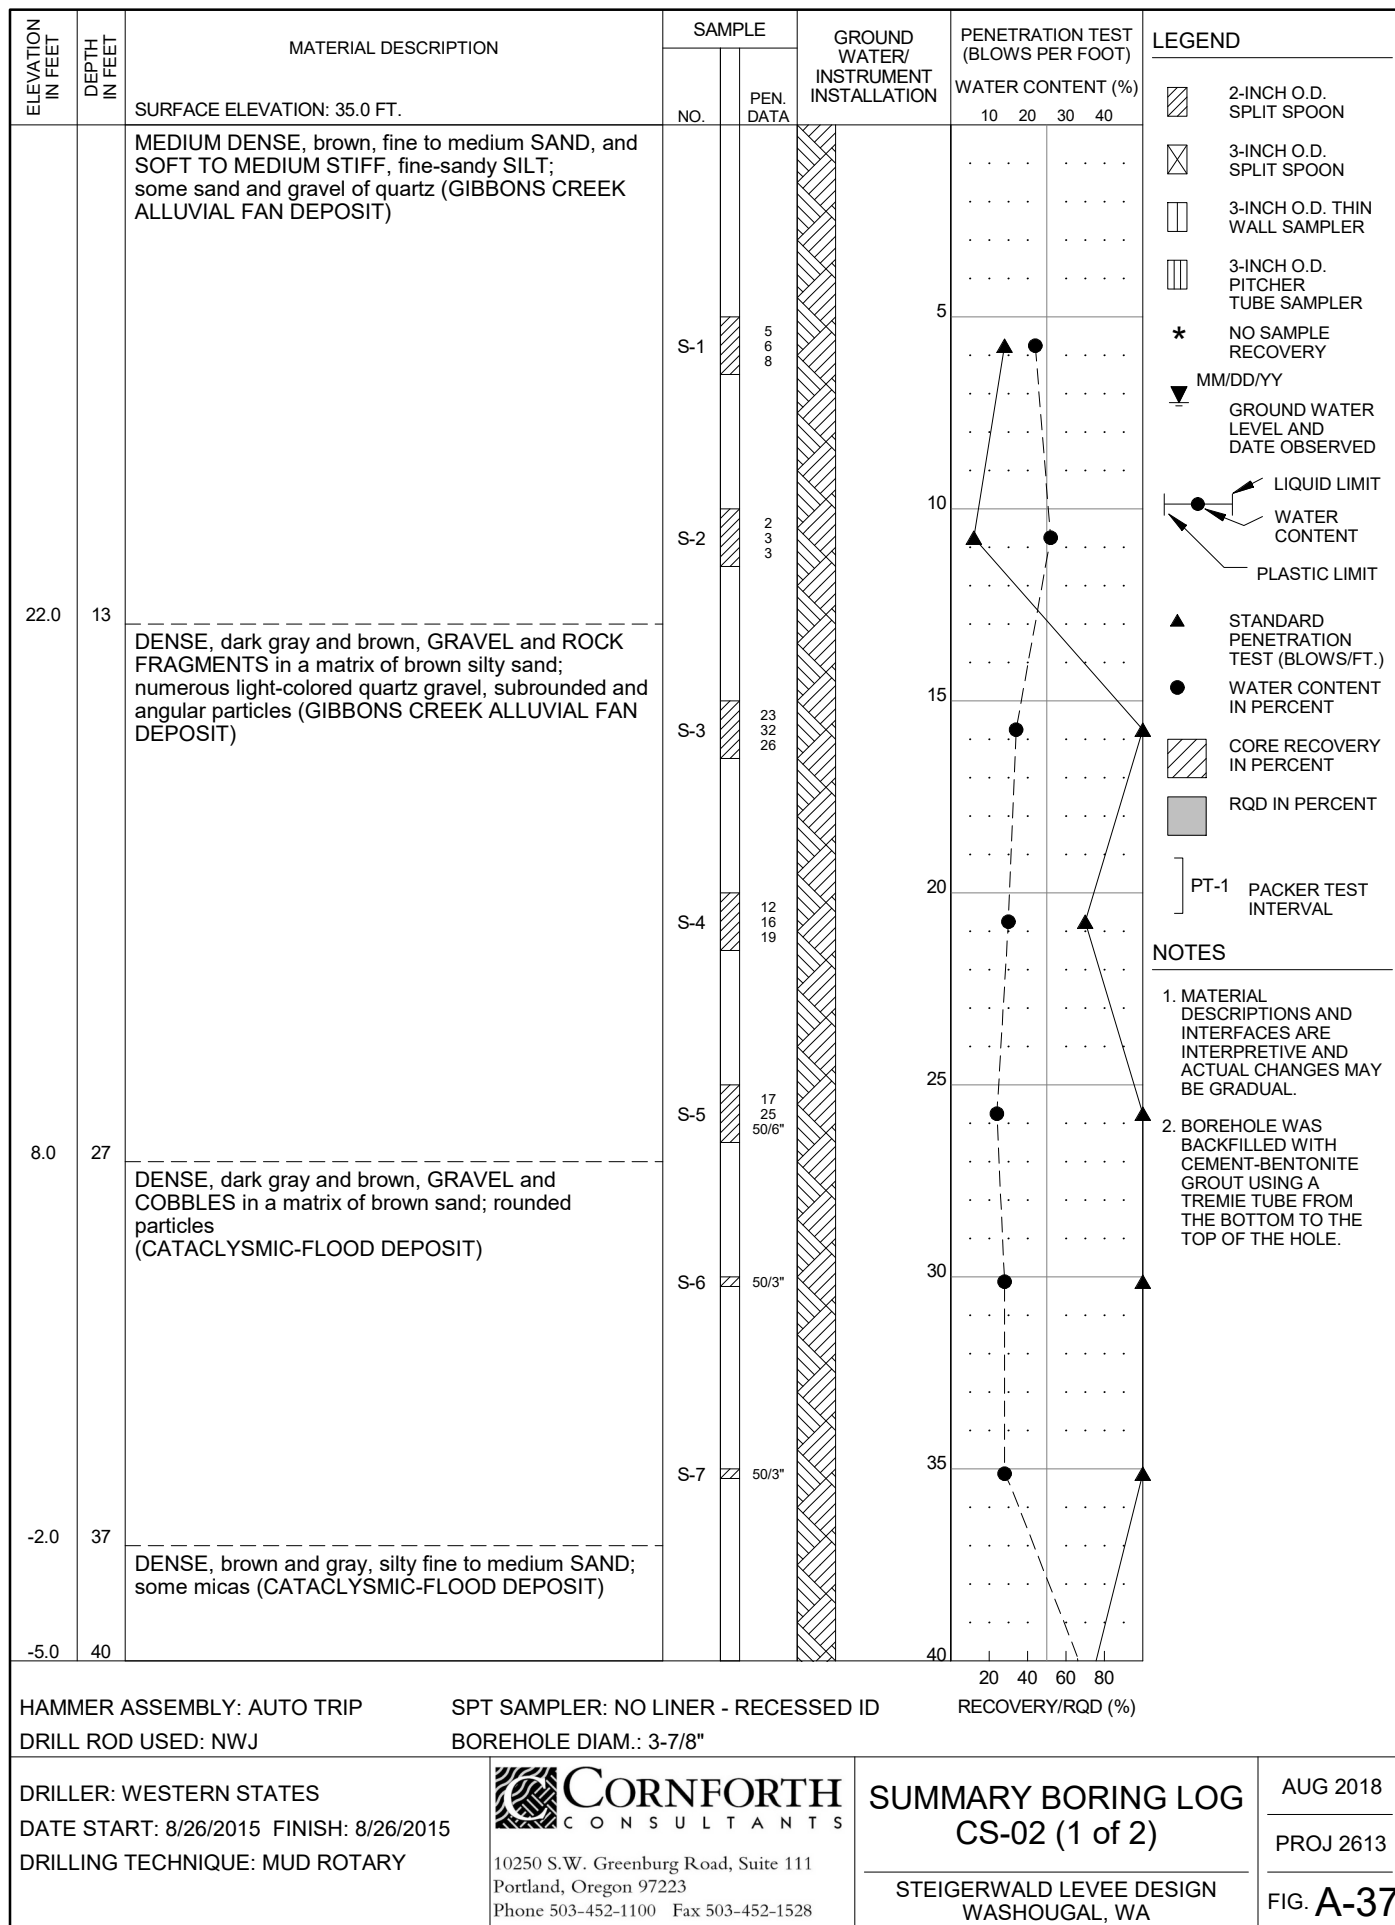 ELEVATION
IN FEET
DEPTH
IN FEET
MATERIAL DESCRIPTION
SURFACE ELEVATION: 35.0 FT.
SAMPLE
NO.
PEN.
DATA
GROUND
WATER/
INSTRUMENT
INSTALLATION
PENETRATION TEST
(BLOWS PER FOOT)
WATER CONTENT (%)
10 20 30 40
MEDIUM DENSE, brown, fine to medium SAND, and
SOFT TO MEDIUM STIFF, fine-sandy SILT;
some sand and gravel of quartz (GIBBONS CREEK
ALLUVIAL FAN DEPOSIT)
5
S-1
5
6
8
10
S-2
2
3
3
22.0 13
DENSE, dark gray and brown, GRAVEL and ROCK
FRAGMENTS in a matrix of brown silty sand;
numerous light-colored quartz gravel, subrounded and
angular particles (GIBBONS CREEK ALLUVIAL FAN
DEPOSIT)
15
S-3
23
32
26
20
S-4
12
16
19
25
S-5
17
25
50/6"
8.0 27
DENSE, dark gray and brown, GRAVEL and
COBBLES in a matrix of brown sand; rounded
particles
(CATACLYSMIC-FLOOD DEPOSIT)
30
S-6
50/3"
35
S-7
50/3"
-2.0 37
DENSE, brown and gray, silty fine to medium SAND;
some micas (CATACLYSMIC-FLOOD DEPOSIT)
-5.0 40
40
20 40 60 80
RECOVERY/RQD (%)
LEGEND
2-INCH O.D.
SPLIT SPOON
3-INCH O.D.
SPLIT SPOON
3-INCH O.D. THIN
WALL SAMPLER
3-INCH O.D.
PITCHER
TUBE SAMPLER
* NO SAMPLE
RECOVERY
MM/DD/YY
GROUND WATER
LEVEL AND
DATE OBSERVED
LIQUID LIMIT
WATER
CONTENT
PLASTIC LIMIT
STANDARD
PENETRATION
TEST (BLOWS/FT.)
WATER CONTENT
IN PERCENT
CORE RECOVERY
IN PERCENT
RQD IN PERCENT
PT-1 PACKER TEST
INTERVAL
NOTES
1. MATERIAL
DESCRIPTIONS AND
INTERFACES ARE
INTERPRETIVE AND
ACTUAL CHANGES MAY
BE GRADUAL.
2. BOREHOLE WAS
BACKFILLED WITH
CEMENT-BENTONITE
GROUT USING A
TREMIE TUBE FROM
THE BOTTOM TO THE
TOP OF THE HOLE.
HAMMER ASSEMBLY: AUTO TRIP SPT SAMPLER: NO LINER - RECESSED ID
DRILL ROD USED: NWJ BOREHOLE DIAM.: 3-7/8"
DRILLER: WESTERN STATES
DATE START: 8/26/2015 FINISH: 8/26/2015
DRILLING TECHNIQUE: MUD ROTARY
CORNFORTH
CONSULTANTS
10250 S.W. Greenburg Road, Suite 111
Portland, Oregon 97223
Phone 503-452-1100 Fax 503-452-1528
SUMMARY BORING LOG
CS-02 (1 of 2)
STEIGERWALD LEVEE DESIGN
WASHOUGAL, WA
AUG 2018
PROJ 2613
FIG. A-37